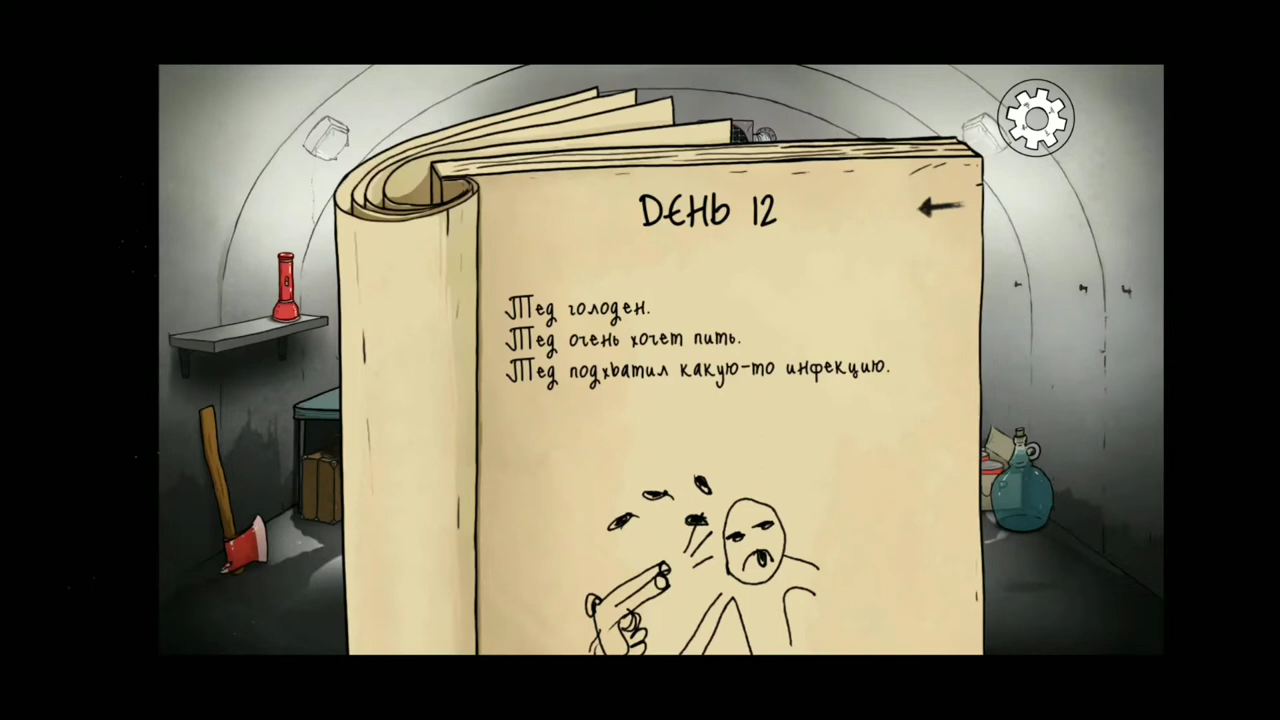 ДЕНЬ 12
Тед голоден.
Тед очень хочет пить.
Тед подхватил какую-то инфекцию.